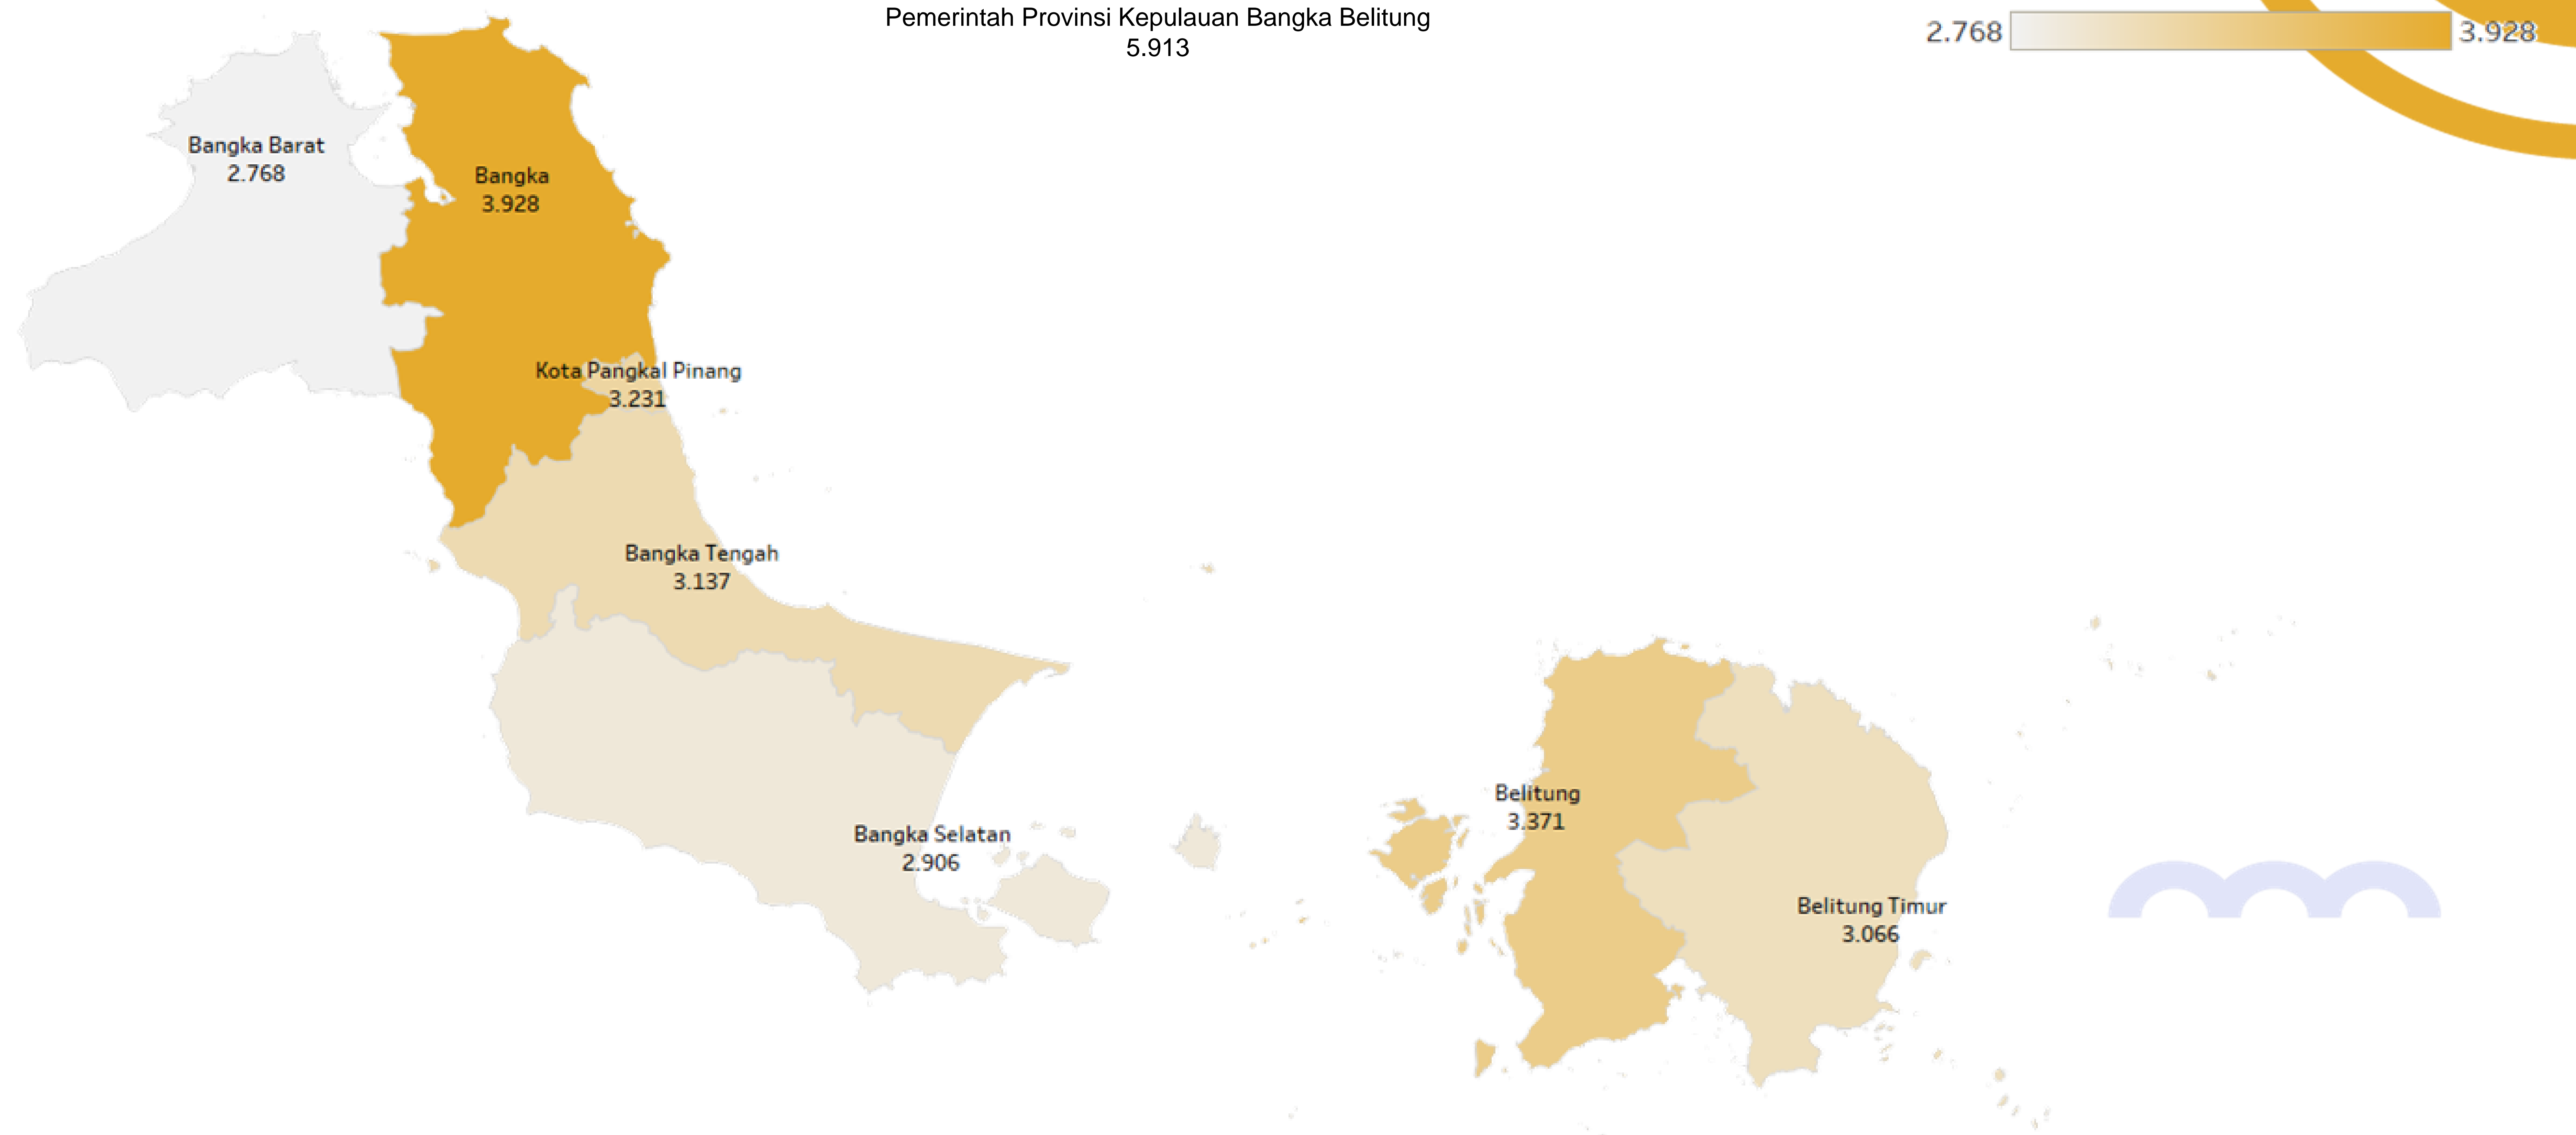 Pemerintah Provinsi Kepulauan Bangka Belitung
5.913
2.768
3.928
Bangka Barat
2.768
Bangka
3.928
Kota Pangkal Pinang
3.231
Bangka Tengah
3.137
Bangka Selatan
2.906
Belitung
3.371
Belitung Timur
3.066